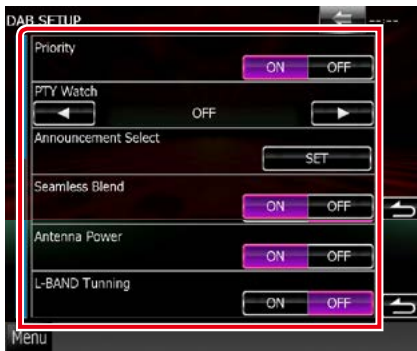 DAB SETUP --:--
Priority
ON OFF
PTY Watch
OFF
Announcement Select
SET
Seamless Blend
ON OFF
Antenna Power
ON OFF
L-BAND Tunning
ON OFF
Menu